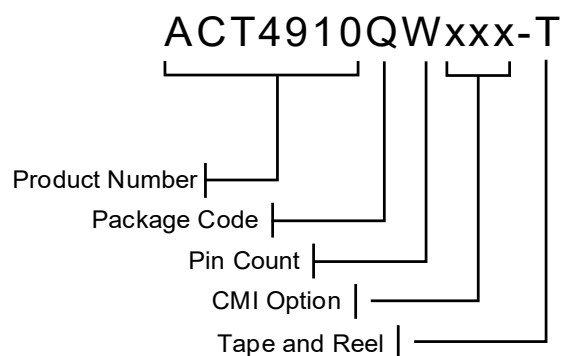 ACT4910QWxxx-T
Product Number
Package Code
Pin Count
CMI Option
Tape and Reel